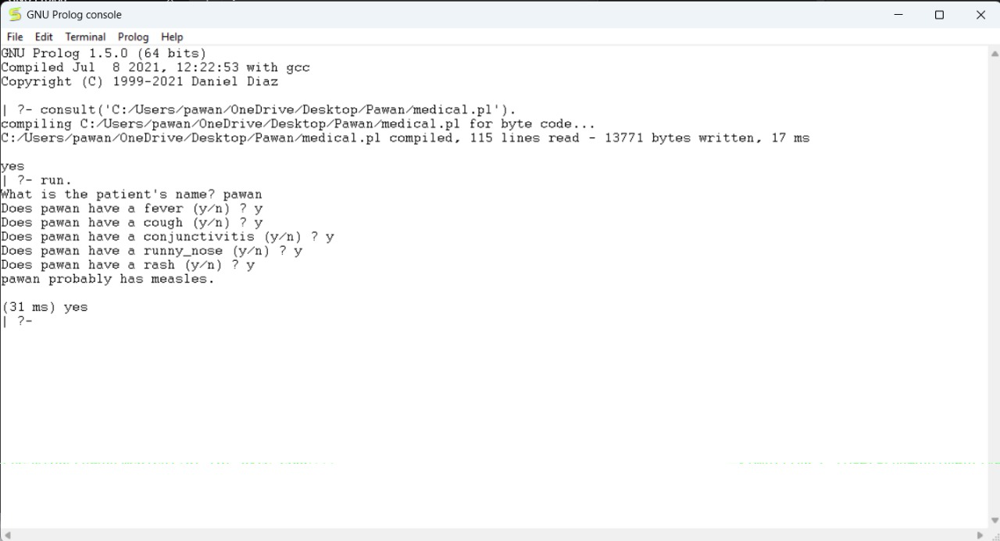 GNU Prolog console
File Edit Terminal Prolog Help
GNU Prolog 1.5.0 (64 bits)
Compiled Jul  8 2021, 12:22:53 with gcc
Copyright (C) 1999-2021 Daniel Diaz
| ?- consult('C:/Users/pawan/OneDrive/Desktop/Pawan/medical.pl').
compiling C:/Users/pawan/OneDrive/Desktop/Pawan/medical.pl for byte code...
C:/Users/pawan/OneDrive/Desktop/Pawan/medical.pl compiled, 115 lines read - 13771 bytes written, 17 ms
yes
| ?- run.
What is the patient's name? pawan
Does pawan have a fever (y/n) ? y
Does pawan have a cough (y/n) ? y
Does pawan have a conjunctivitis (y/n) ? y
Does pawan have a runny_nose (y/n) ? y
Does pawan have a rash (y/n) ? y
pawan probably has measles.
(31 ms) yes
| ?-